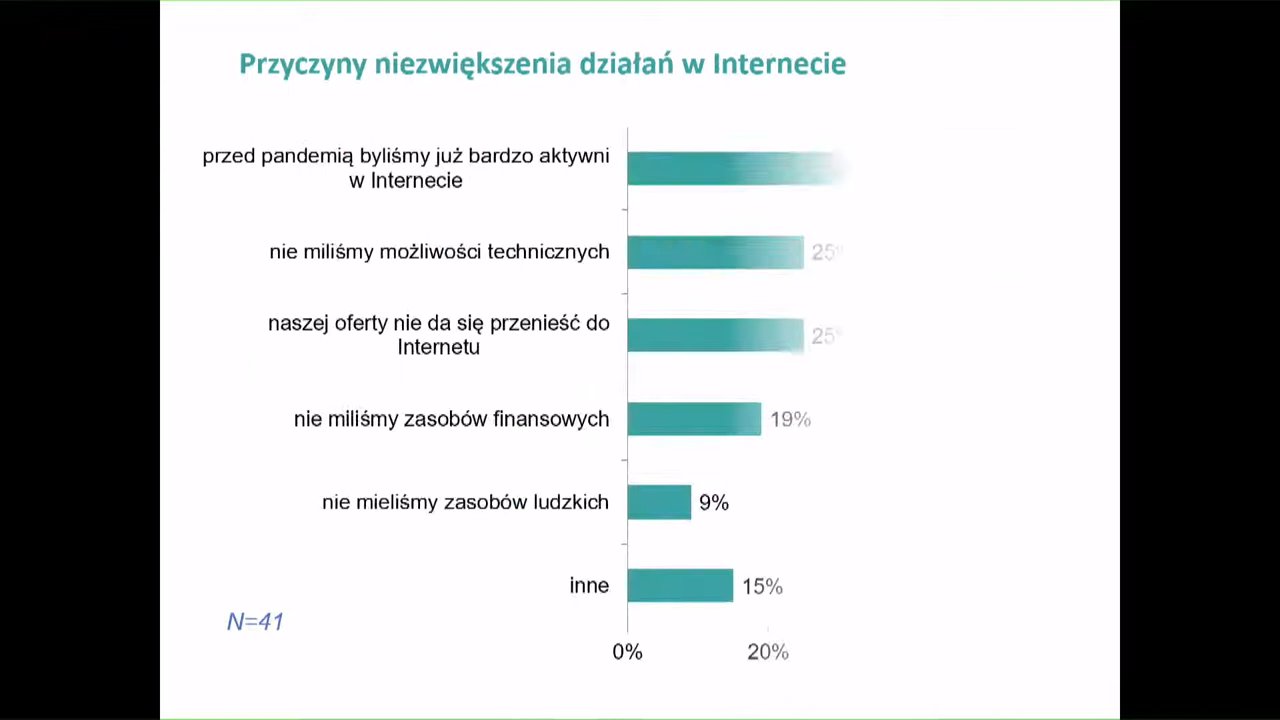 Przyczyny niezwiększenia działań w Internecie
przed pandemią byliśmy już bardzo aktywni
w Internecie
nie miliśmy możliwości technicznych
25%
naszej oferty nie da się przenieść do
Internetu
25%
nie miliśmy zasobów finansowych
19%
nie mieliśmy zasobów ludzkich
9%
inne
15%
N=41
0%
20%